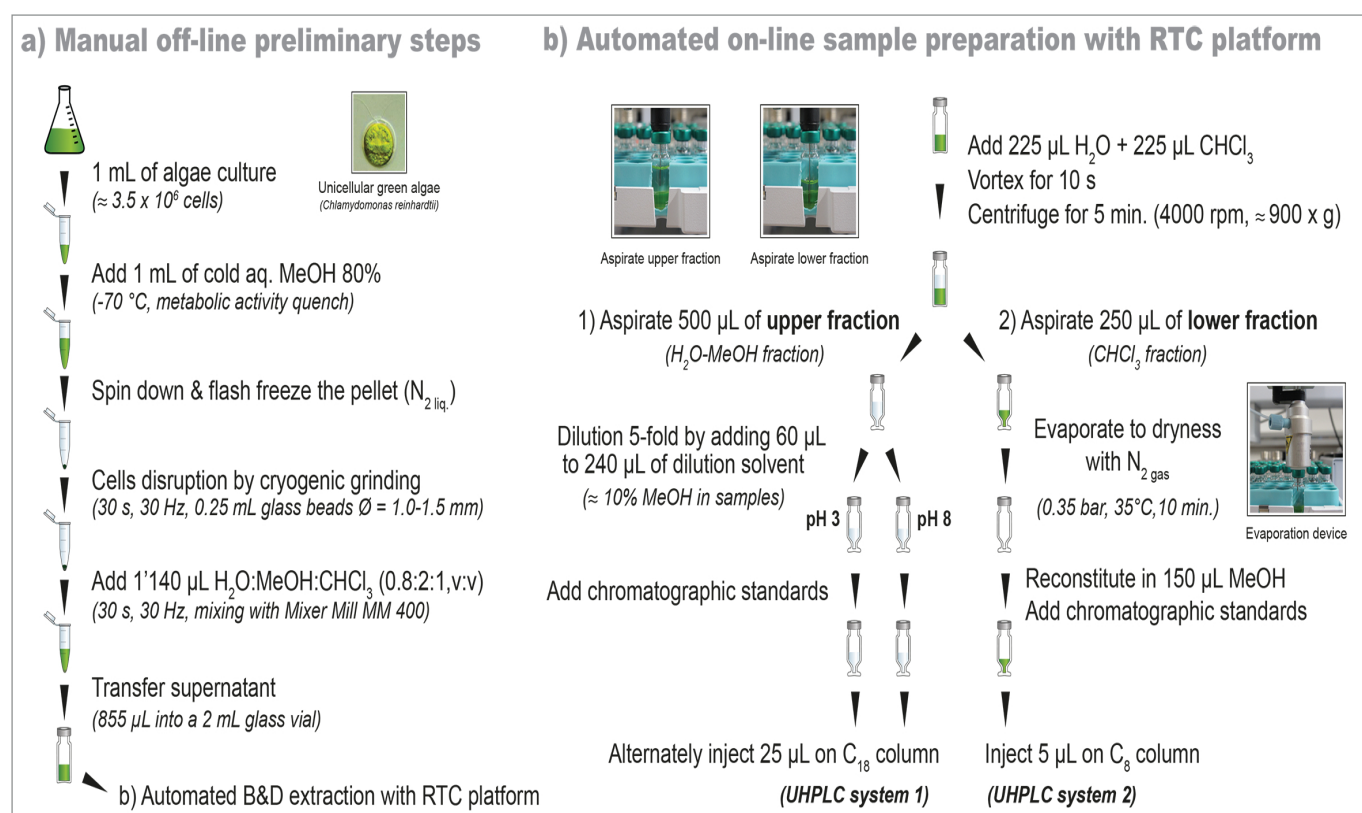 a) Manual off-line preliminary steps
1 mL of algae culture
(≈ 3.5 x 10⁶ cells)
Unicellular green algae
(Chlamydomonas reinhardtii)
Add 1 mL of cold aq. MeOH 80%
(-70 °C, metabolic activity quench)
Spin down & flash freeze the pellet (N₂ liq.)
Cells disruption by cryogenic grinding
(30 s, 30 Hz, 0.25 mL glass beads Ø = 1.0-1.5 mm)
Add 1'140 µL H₂O:MeOH:CHCl₃ (0.8:2:1,v:v)
(30 s, 30 Hz, mixing with Mixer Mill MM 400)
Transfer supernatant
(855 µL into a 2 mL glass vial)
b) Automated B&D extraction with RTC platform
b) Automated on-line sample preparation with RTC platform
Aspirate upper fraction
Aspirate lower fraction
Add 225 µL H₂O + 225 µL CHCl₃
Vortex for 10 s
Centrifuge for 5 min. (4000 rpm, ≈ 900 x g)
1) Aspirate 500 µL of upper fraction
(H₂O-MeOH fraction)
2) Aspirate 250 µL of lower fraction
(CHCl₃ fraction)
Dilution 5-fold by adding 60 µL
to 240 µL of dilution solvent
(≈ 10% MeOH in samples)
pH 3
pH 8
Evaporate to dryness
with N₂ gas
(0.35 bar, 35°C,10 min.)
Evaporation device
Add chromatographic standards
Reconstitute in 150 µL MeOH
Add chromatographic standards
Alternately inject 25 µL on C₁₈ column
(UHPLC system 1)
Inject 5 µL on C₈ column
(UHPLC system 2)